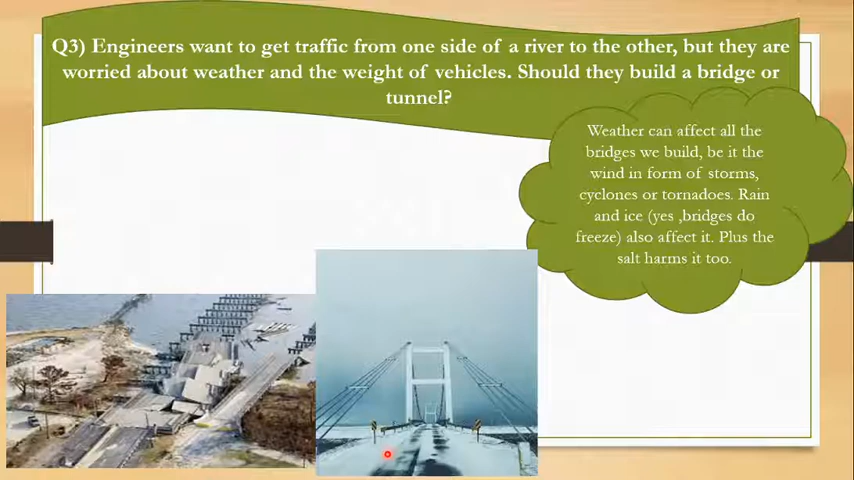 Q3) Engineers want to get traffic from one side of a river to the other, but they are
worried about weather and the weight of vehicles. Should they build a bridge or
tunnel?
Weather can affect all the
bridges we build, be it the
wind in form of storms,
cyclones or tornadoes. Rain
and ice (yes ,bridges do
freeze) also affect it. Plus the
salt harms it too.